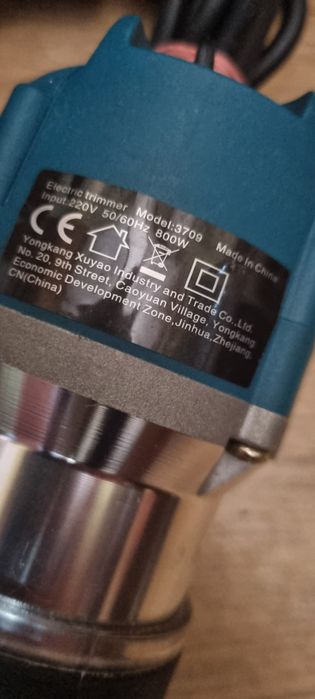 Electric trimmer Model:3709 Made In China
Input:220V 50/60Hz 800W
CE
Yongkang Xuyao Industry and Trade Co.,Ltd.
No. 20, 9th Street, Caoyuan Village, Yongkang
Economic Development Zone,Jinhua,Zhejiang,
CN(China)